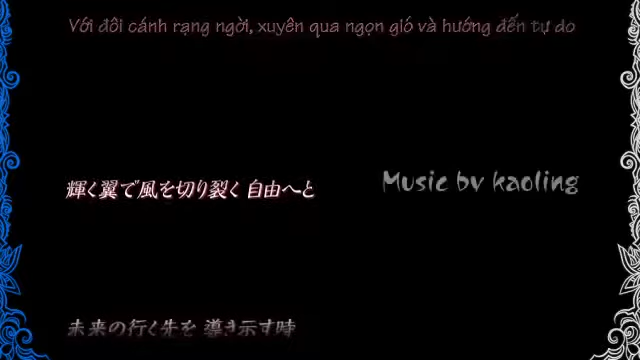 Với đôi cánh rạng ngời, xuyên qua ngọn gió và hướng đến tự do
輝く翼で風を切り裂く 自由へと
Music by kaoling
未来の行く先を 導き示す時